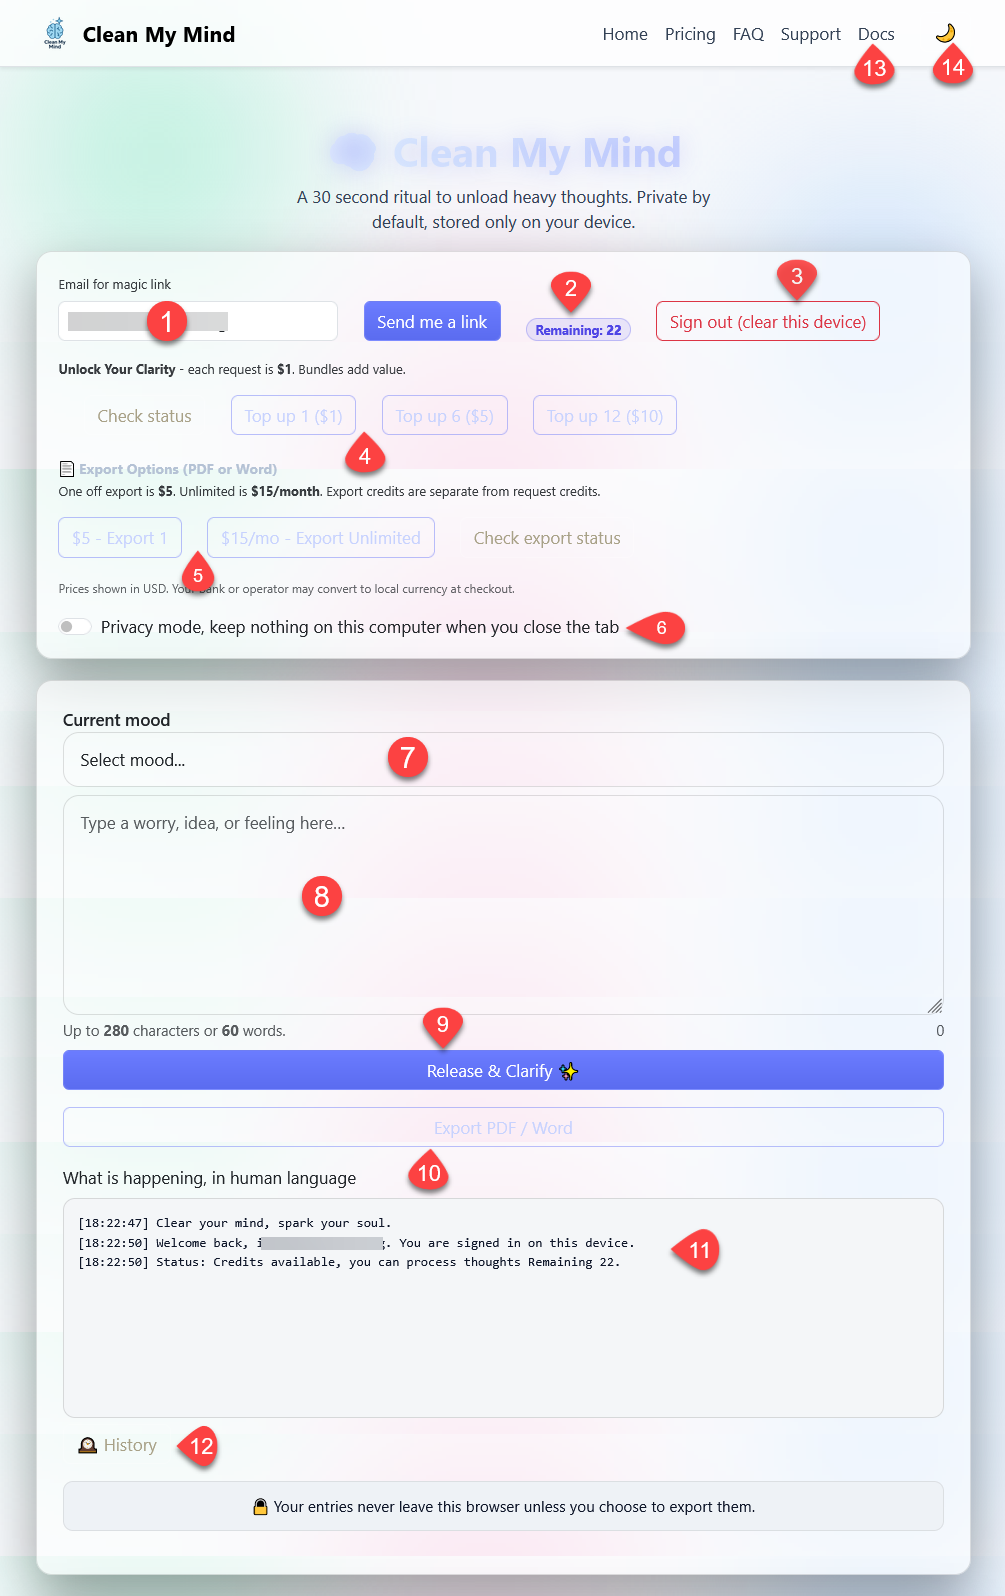 Clean My Mind
Clean My Mind
Home Pricing FAQ Support Docs
13
14
Clean My Mind
A 30 second ritual to unload heavy thoughts. Private by
default, stored only on your device.
Email for magic link
1
Send me a link
2
Remaining: 22
3
Sign out (clear this device)
Unlock Your Clarity - each request is $1. Bundles add value.
Check status
Top up 1 ($1)
Top up 6 ($5)
Top up 12 ($10)
4
Export Options (PDF or Word)
One off export is $5. Unlimited is $15/month. Export credits are separate from request credits.
$5 - Export 1
$15/mo - Export Unlimited
Check export status
5
Prices shown in USD. Your bank or operator may convert to local currency at checkout.
Privacy mode, keep nothing on this computer when you close the tab
6
Current mood
Select mood...
7
Type a worry, idea, or feeling here...
8
Up to 280 characters or 60 words.
0
9
Release & Clarify
Export PDF / Word
10
What is happening, in human language
[18:22:47] Clear your mind, spark your soul.
[18:22:50] Welcome back, . You are signed in on this device.
[18:22:50] Status: Credits available, you can process thoughts Remaining 22.
11
History
12
Your entries never leave this browser unless you choose to export them.